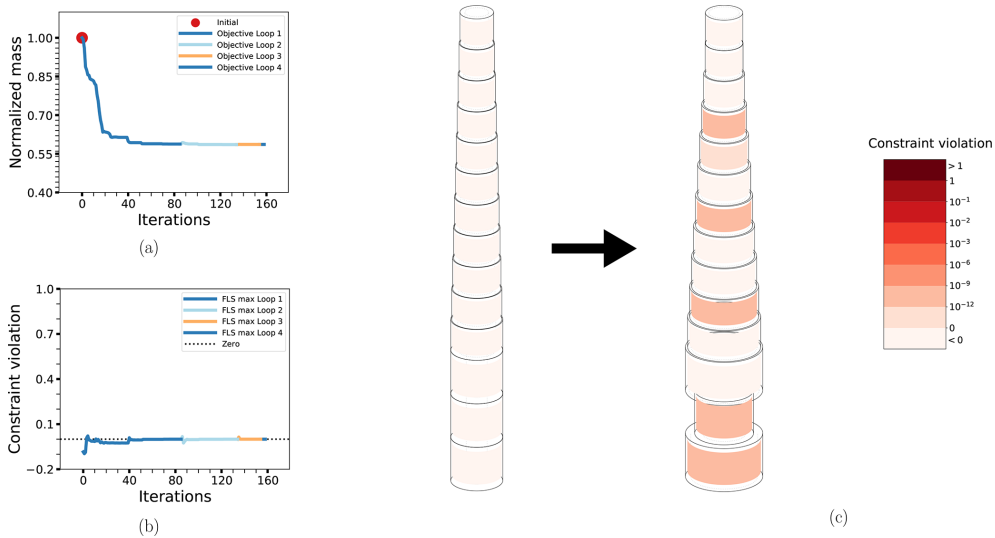 Normalized mass
1.00
0.85
0.70
0.55
0.40
Initial
Objective Loop 1
Objective Loop 2
Objective Loop 3
Objective Loop 4
0 40 80 120 160
Iterations
(a)
Constraint violation
1.0
0.7
0.4
0.1
−0.2
FLS max Loop 1
FLS max Loop 2
FLS max Loop 3
FLS max Loop 4
Zero
0 40 80 120 160
Iterations
(b)
Constraint violation
> 1
1
10⁻¹
10⁻²
10⁻³
10⁻⁶
10⁻⁹
10⁻¹²
0
< 0
(c)